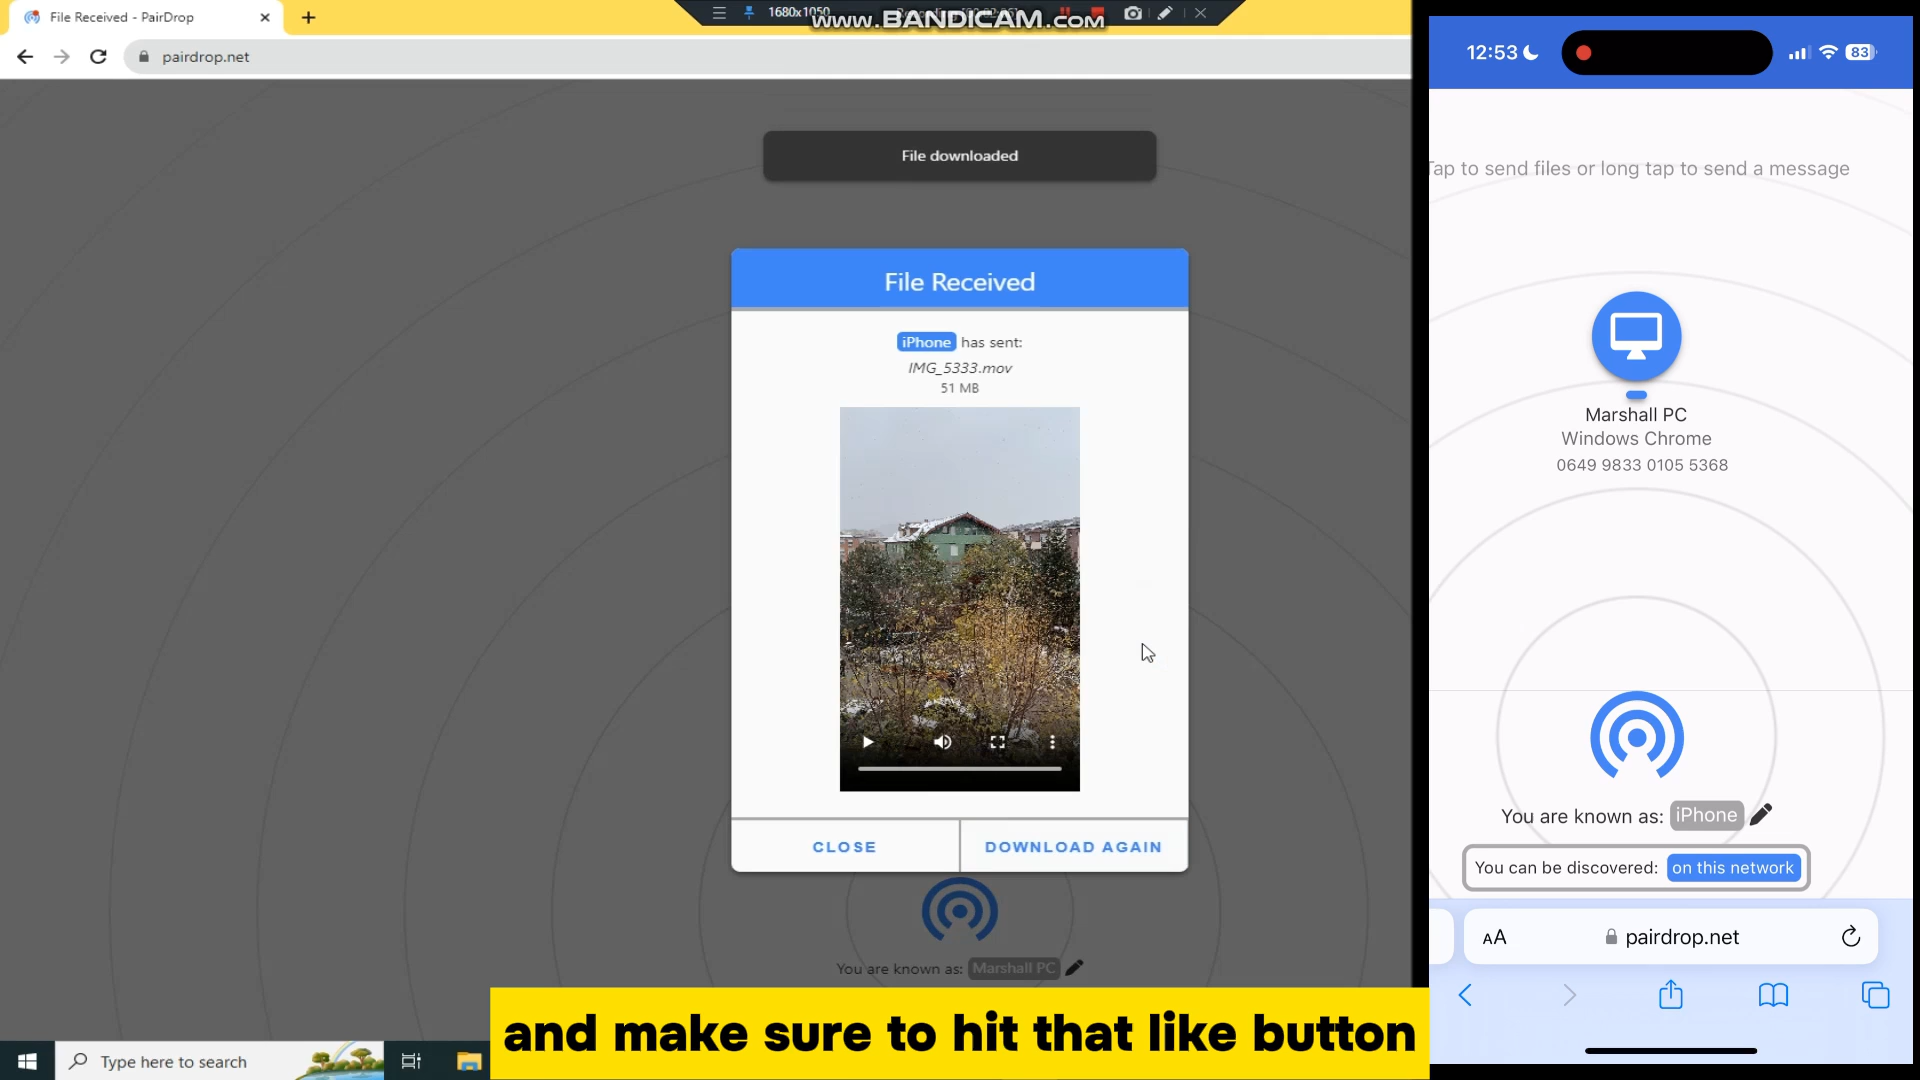 File Received - PairDrop
1680x1050
www.BANDICAM.com
pairdrop.net
File downloaded
File Received
iPhone has sent:
IMG_5333.mov
51 MB
CLOSE
DOWNLOAD AGAIN
You are known as: Marshall PC
and make sure to hit that like button
Type here to search
12:53
83
Tap to send files or long tap to send a message
Marshall PC
Windows Chrome
0649 9833 0105 5368
You are known as: iPhone
You can be discovered: on this network
AA
pairdrop.net